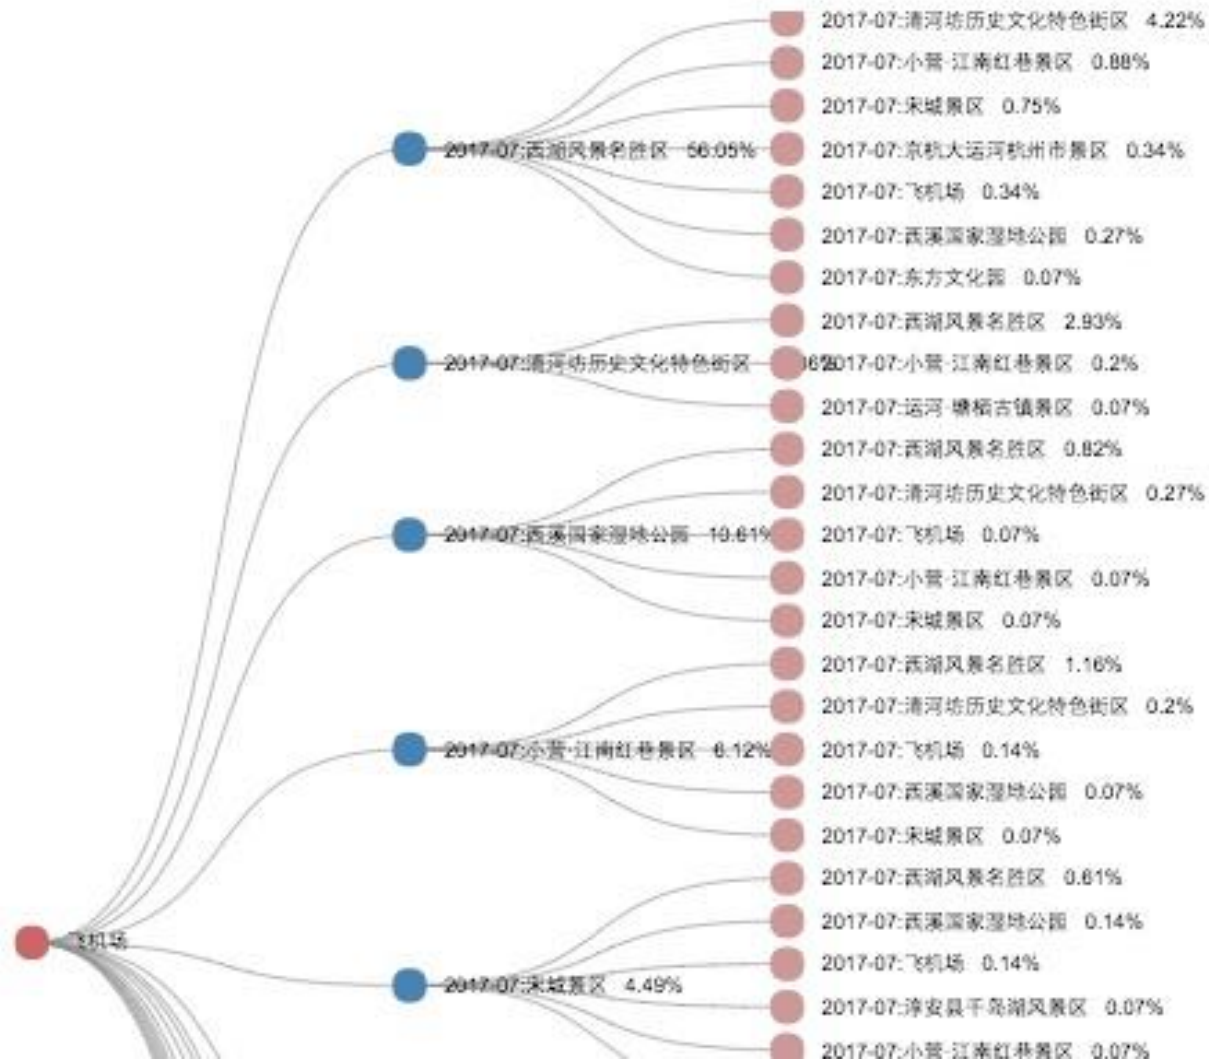 2017-07:清河坊历史文化特色街区 4.22%
2017-07:小营·江南红巷景区 0.88%
2017-07:宋城景区 0.75%
2017-07:西湖风景名胜区 56.05%
2017-07:京杭大运河杭州市景区 0.34%
2017-07:飞机场 0.34%
2017-07:西溪国家湿地公园 0.27%
2017-07:东方文化园 0.07%
2017-07:西湖风景名胜区 2.93%
2017-07:清河坊历史文化特色街区
2017-07:小营·江南红巷景区 0.2%
2017-07:运河·塘栖古镇景区 0.07%
2017-07:西湖风景名胜区 0.82%
2017-07:清河坊历史文化特色街区 0.27%
2017-07:西溪国家湿地公园 10.61%
2017-07:飞机场 0.07%
2017-07:小营·江南红巷景区 0.07%
2017-07:宋城景区 0.07%
2017-07:西湖风景名胜区 1.16%
2017-07:清河坊历史文化特色街区 0.2%
2017-07:小营·江南红巷景区 6.12%
2017-07:飞机场 0.14%
2017-07:西溪国家湿地公园 0.07%
2017-07:宋城景区 0.07%
2017-07:西湖风景名胜区 0.61%
2017-07:西溪国家湿地公园 0.14%
飞机场
2017-07:飞机场 0.14%
2017-07:宋城景区 4.49%
2017-07:淳安县千岛湖风景区 0.07%
2017-07:小营·江南红巷景区 0.07%